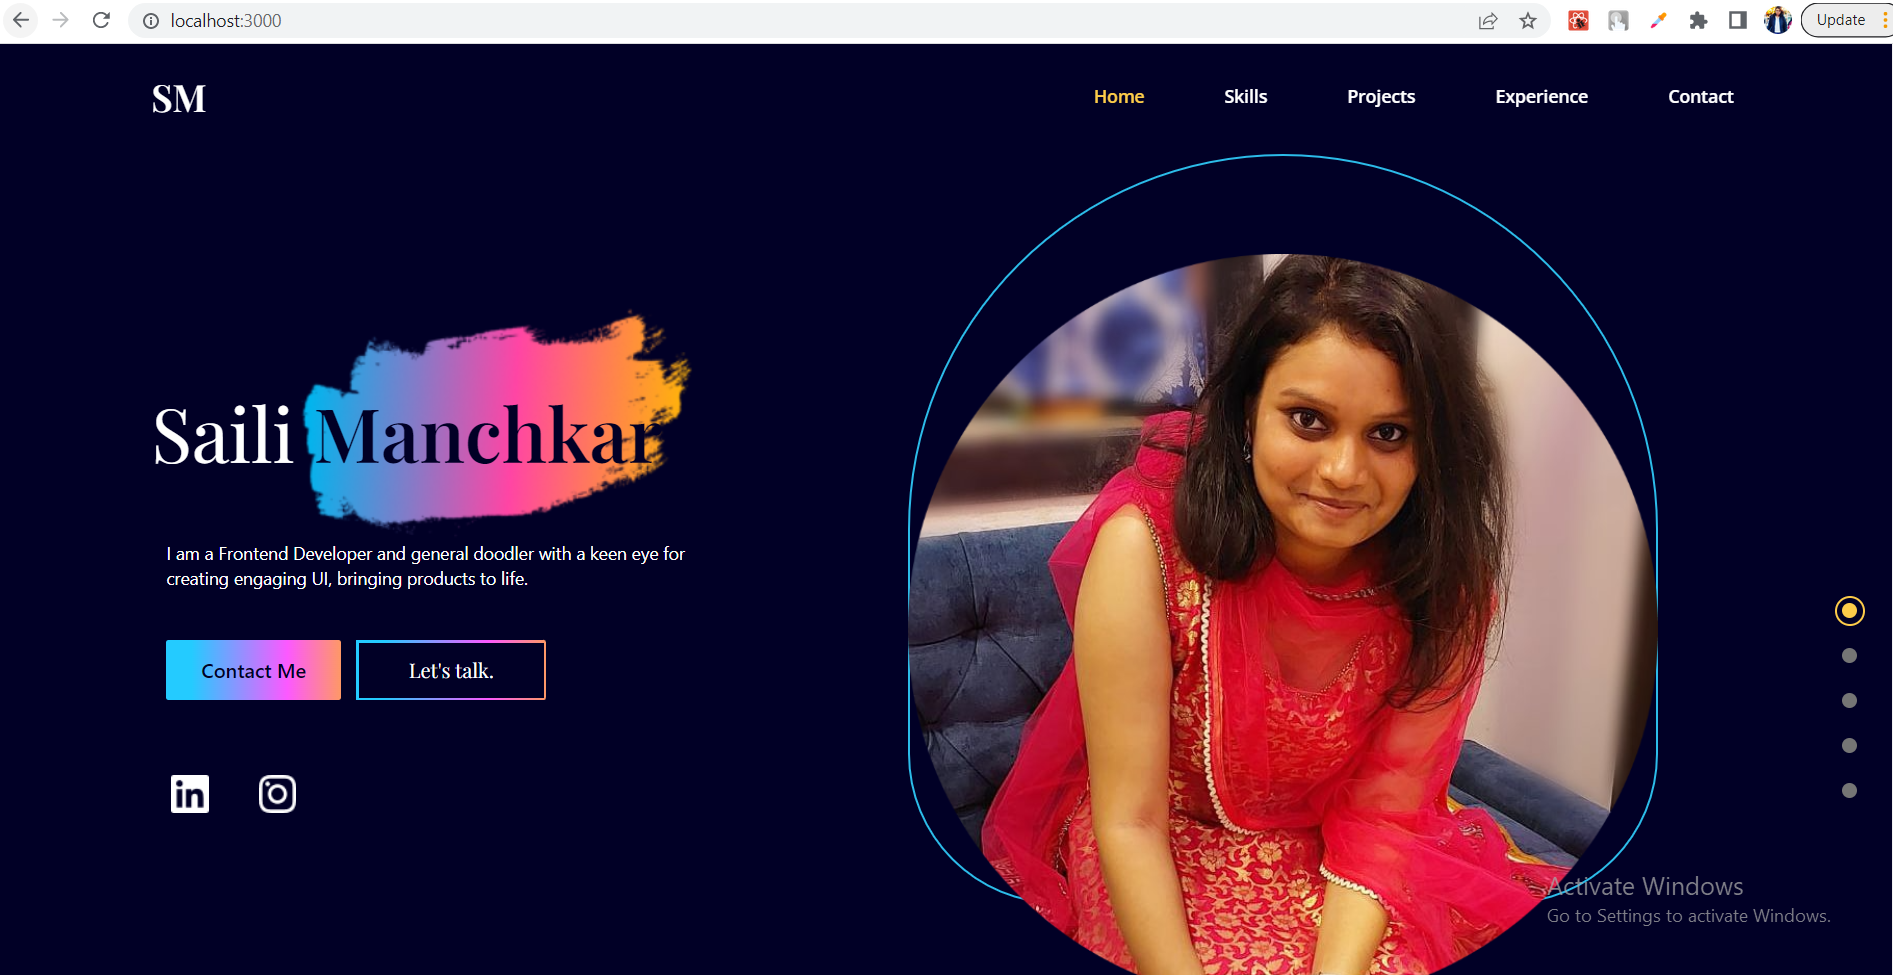 localhost:3000
Update
SM
Home Skills Projects Experience Contact
Saili Manchkar
I am a Frontend Developer and general doodler with a keen eye for
creating engaging UI, bringing products to life.
Contact Me Let's talk.
in
Activate Windows
Go to Settings to activate Windows.